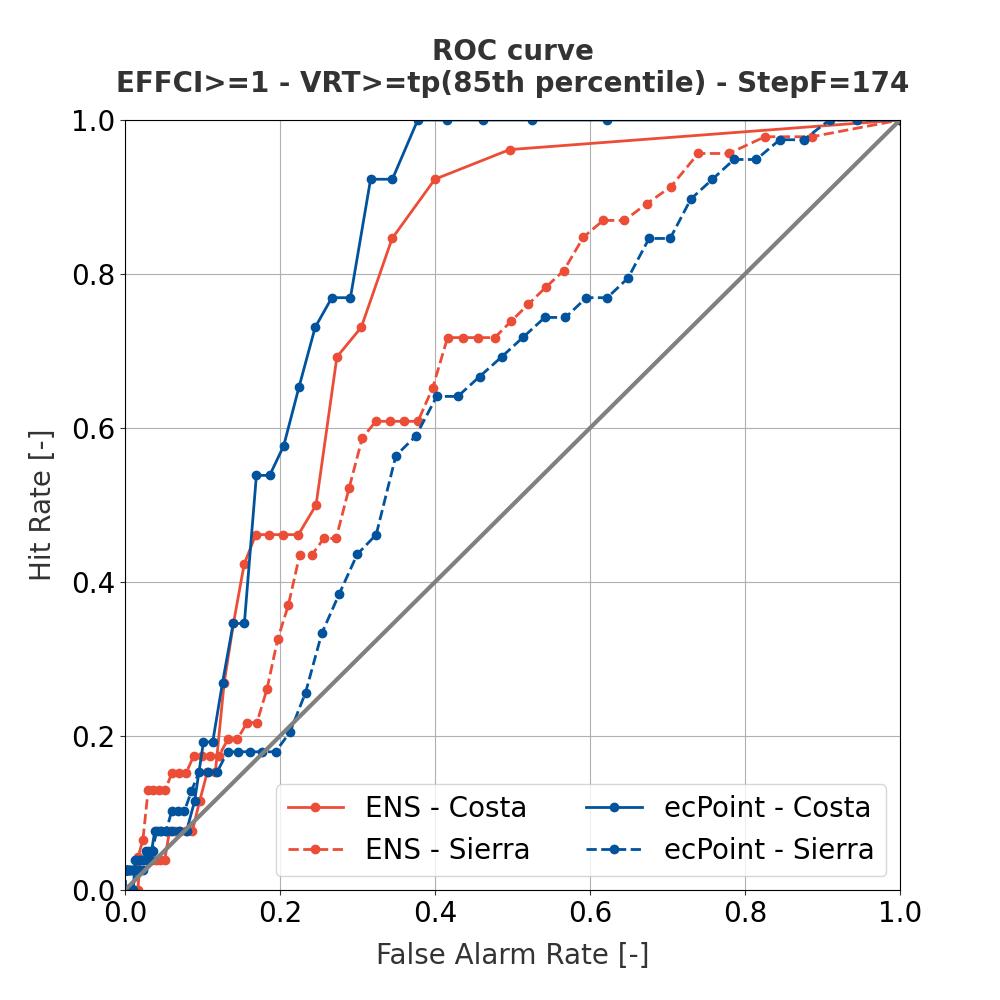 ROC curve
EFFCI>=1 - VRT>=tp(85th percentile) - StepF=174
1.0
0.8
0.6
0.4
0.2
0.0
Hit Rate [-]
ENS - Costa
ENS - Sierra
ecPoint - Costa
ecPoint - Sierra
0.0 0.2 0.4 0.6 0.8 1.0
False Alarm Rate [-]